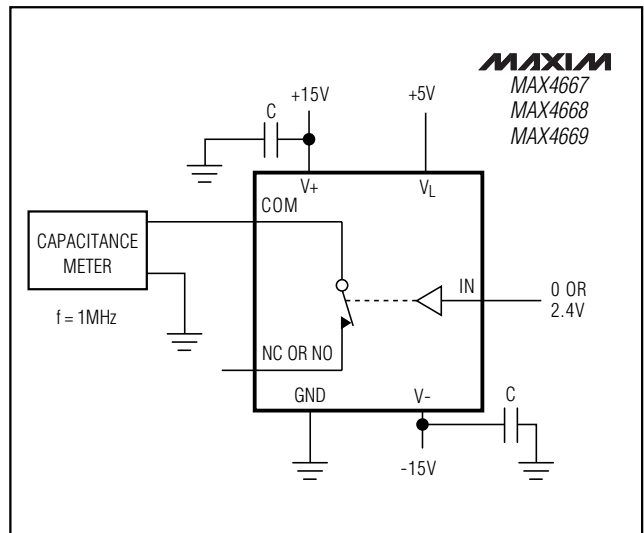 MAXIM
MAX4667
MAX4668
MAX4669
+15V
+5V
C
V+
VL
COM
CAPACITANCE
METER
f = 1MHz
IN
0 OR
2.4V
NC OR NO
GND
V-
C
-15V